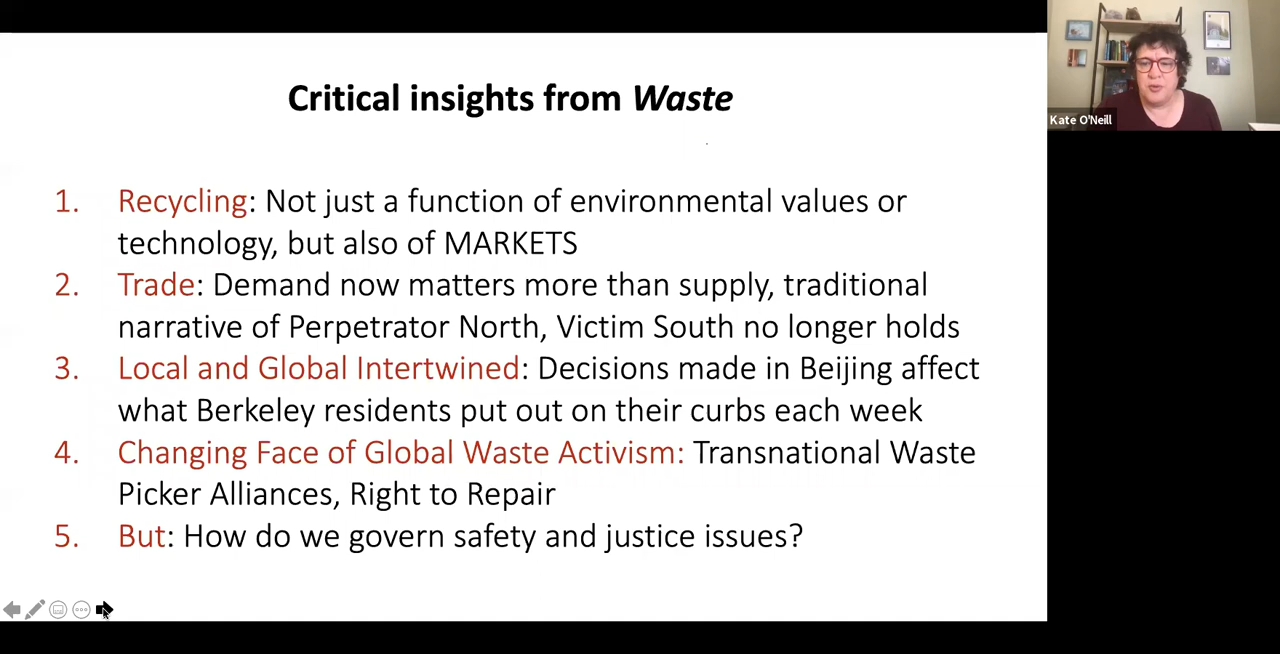 Critical insights from Waste
Kate O'Neill
1. Recycling: Not just a function of environmental values or
technology, but also of MARKETS
2. Trade: Demand now matters more than supply, traditional
narrative of Perpetrator North, Victim South no longer holds
3. Local and Global Intertwined: Decisions made in Beijing affect
what Berkeley residents put out on their curbs each week
4. Changing Face of Global Waste Activism: Transnational Waste
Picker Alliances, Right to Repair
5. But: How do we govern safety and justice issues?